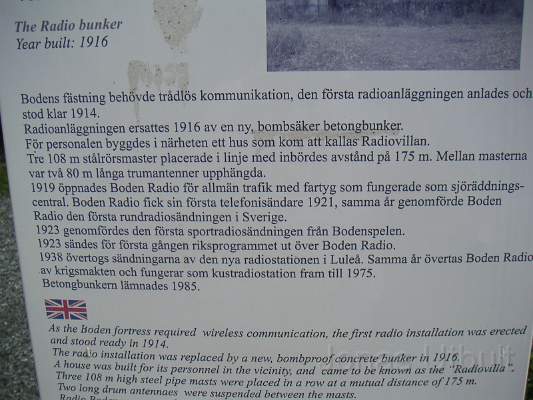 The Radio bunker
Year built: 1916
Bodens fästning behövde trådlös kommunikation, den första radioanläggningen anlades och
stod klar 1914.
Radioanläggningen ersattes 1916 av en ny, bombsäker betongbunker.
För personalen byggdes i närheten ett hus som kom att kallas Radiovillan.
Tre 108 m stålrörsmaster placerade i linje med inbördes avstånd på 175 m. Mellan masterna
var två 80 m långa trumantenner upphängda.
1919 öppnades Boden Radio för allmän trafik med fartyg som fungerade som sjöräddnings-
central. Boden Radio fick sin första telefonisändare 1921, samma år genomförde Boden
Radio den första rundradiosändningen i Sverige.
1923 genomfördes den första sportradiosändningen från Bodenspelen.
1923 sändes för första gången riksprogrammet ut över Boden Radio.
1938 övertogs sändningarna av den nya radiostationen i Luleå. Samma år övertas Boden Radio
av krigsmakten och fungerar som kustradiostation fram till 1975.
Betongbunkern lämnades 1985.
As the Boden fortress required wireless communication, the first radio installation was erected
and stood ready in 1914.
The radio installation was replaced by a new, bombproof concrete bunker in 1916.
A house was built for its personnel in the vicinity, and came to be known as the "Radiovilla".
Three 108 m high steel pipe masts were placed in a row at a mutual distance of 175 m.
Two long drum antennaes were suspended between the masts.